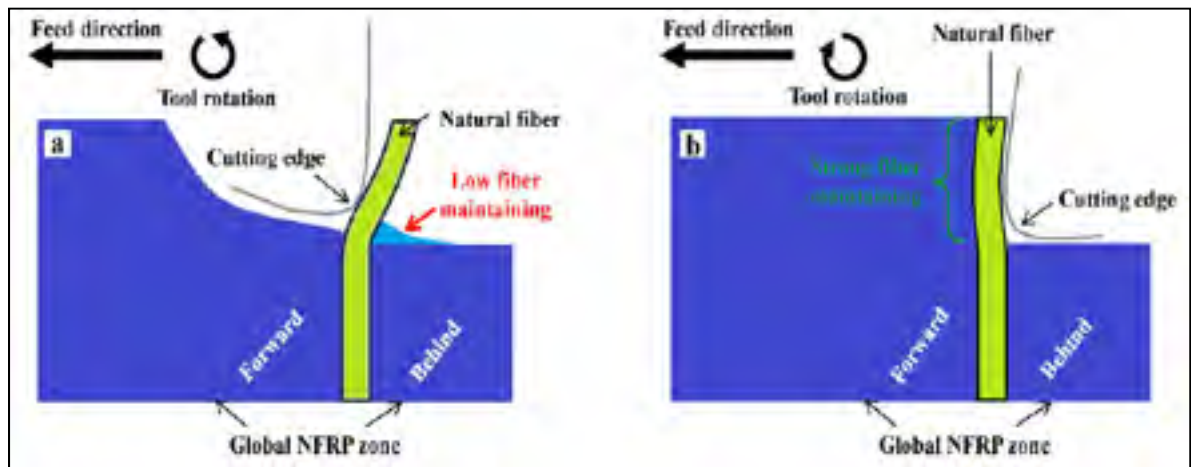 Feed direction
Tool rotation
a
Natural fiber
Cutting edge
Low fiber
maintaining
Forward
Behind
Global NFRP zone
Feed direction
Natural fiber
Tool rotation
b
Strong fiber
maintaining
Cutting edge
Forward
Behind
Global NFRP zone